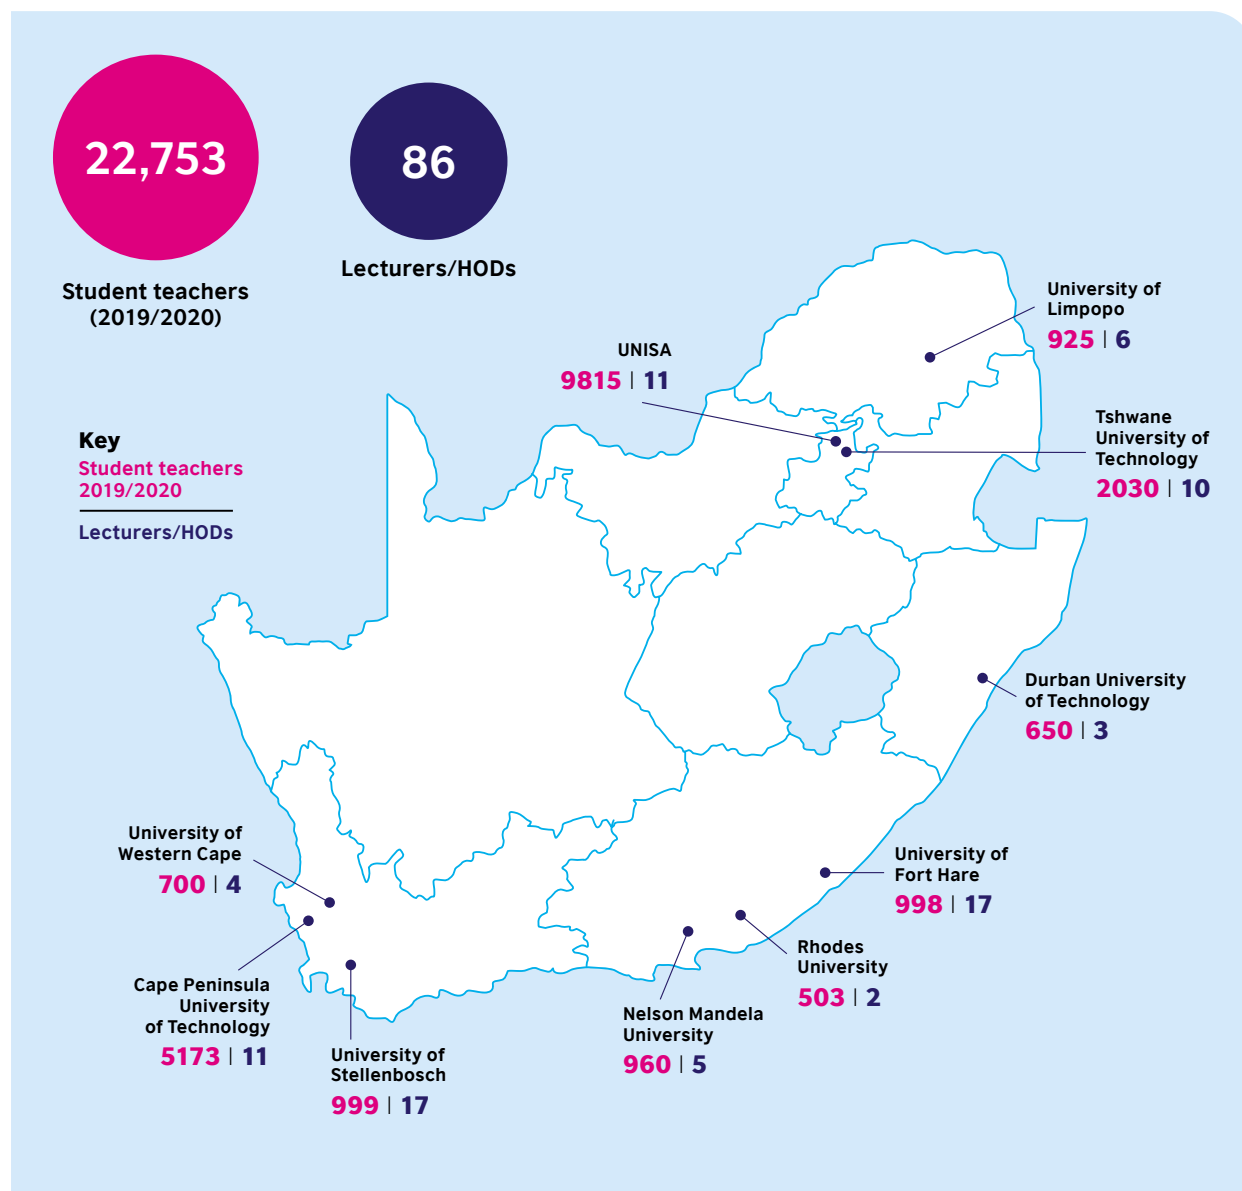 22,753
Student teachers
(2019/2020)
86
Lecturers/HODs
Key
Student teachers
2019/2020
Lecturers/HODs
UNISA
9815 | 11
University of
Limpopo
925 | 6
Tshwane
University of
Technology
2030 | 10
Durban University
of Technology
650 | 3
University of
Western Cape
700 | 4
University of
Fort Hare
998 | 17
Rhodes
University
503 | 2
Cape Peninsula
University
of Technology
5173 | 11
Nelson Mandela
University
960 | 5
University of
Stellenbosch
999 | 17